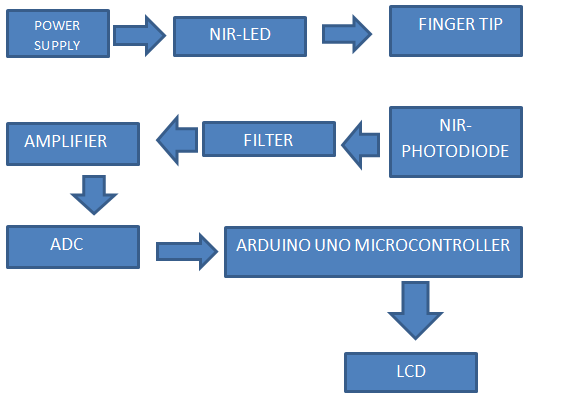 POWER
SUPPLY
NIR-LED
FINGER TIP
AMPLIFIER
FILTER
NIR-
PHOTODIODE
ADC
ARDUINO UNO MICROCONTROLLER
LCD